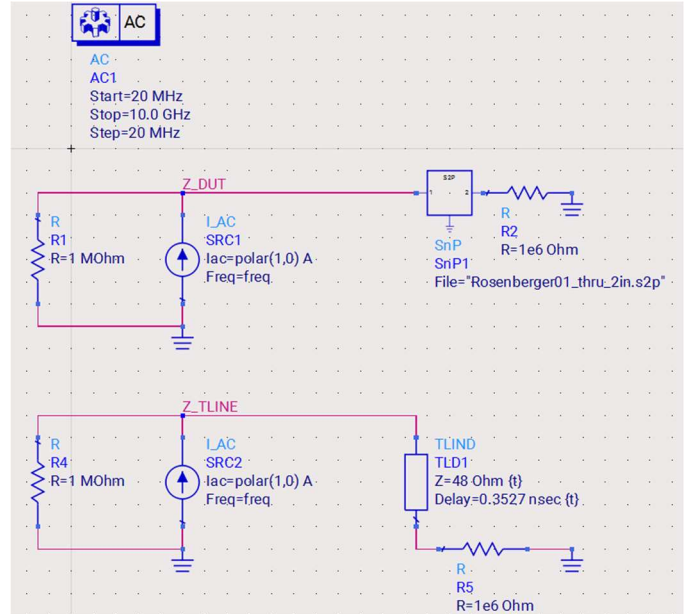 AC
AC
AC1
Start=20 MHz
Stop=10.0 GHz
Step=20 MHz
Z_DUT
S2P
1
2
R
R1
R=1 MOhm
I_AC
SRC1
Iac=polar(1,0) A
Freq=freq
SnP
SnP1
File="Rosenberger01_thru_2in.s2p"
R
R2
R=1e6 Ohm
Z_TLINE
R
R4
R=1 MOhm
I_AC
SRC2
Iac=polar(1,0) A
Freq=freq
TLIND
TLD1
Z=48 Ohm {t}
Delay=0.3527 nsec {t}
R
R5
R=1e6 Ohm